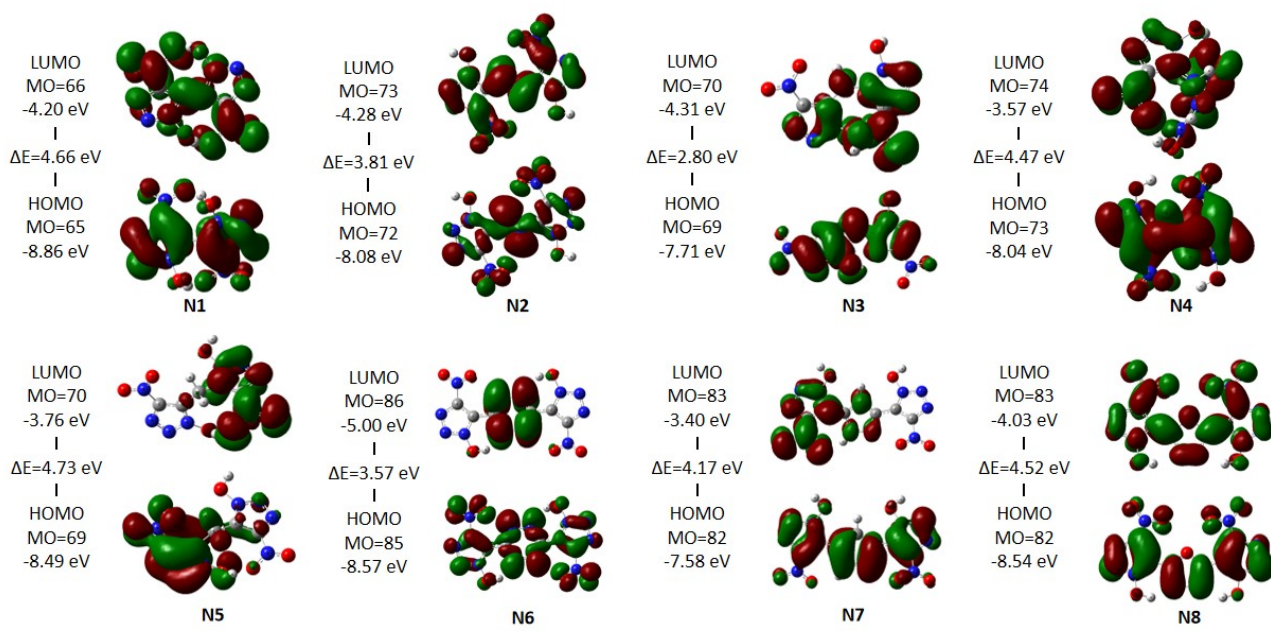 LUMO
MO=66
-4.20 eV
ΔE=4.66 eV
HOMO
MO=65
-8.86 eV
N1
LUMO
MO=73
-4.28 eV
ΔE=3.81 eV
HOMO
MO=72
-8.08 eV
N2
LUMO
MO=70
-4.31 eV
ΔE=2.80 eV
HOMO
MO=69
-7.71 eV
N3
LUMO
MO=74
-3.57 eV
ΔE=4.47 eV
HOMO
MO=73
-8.04 eV
N4
LUMO
MO=70
-3.76 eV
ΔE=4.73 eV
HOMO
MO=69
-8.49 eV
N5
LUMO
MO=86
-5.00 eV
ΔE=3.57 eV
HOMO
MO=85
-8.57 eV
N6
LUMO
MO=83
-3.40 eV
ΔE=4.17 eV
HOMO
MO=82
-7.58 eV
N7
LUMO
MO=83
-4.03 eV
ΔE=4.52 eV
HOMO
MO=82
-8.54 eV
N8